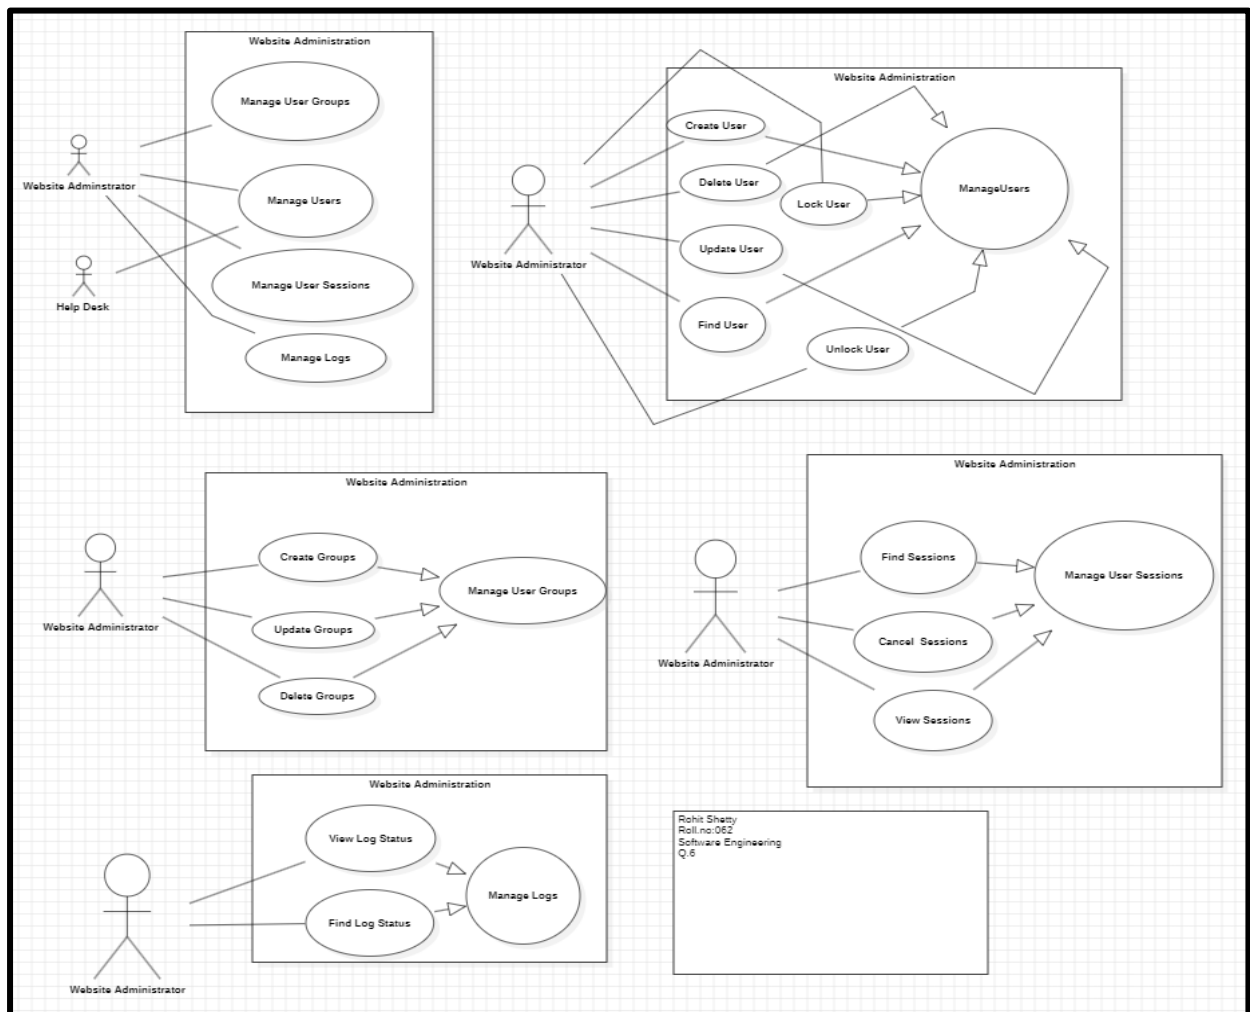 Website Administration
Manage User Groups
Website Adminstrator
Manage Users
Manage User Sessions
Help Desk
Manage Logs
Website Administration
Create User
Delete User
Lock User
ManageUsers
Update User
Website Administrator
Find User
Unlock User
Website Administration
Create Groups
Manage User Groups
Update Groups
Website Administrator
Delete Groups
Website Administration
Find Sessions
Manage User Sessions
Cancel Sessions
Website Administrator
View Sessions
Website Administration
View Log Status
Manage Logs
Find Log Status
Website Administrator
Rohit Shetty
Roll.no:062
Software Engineering
Q.6